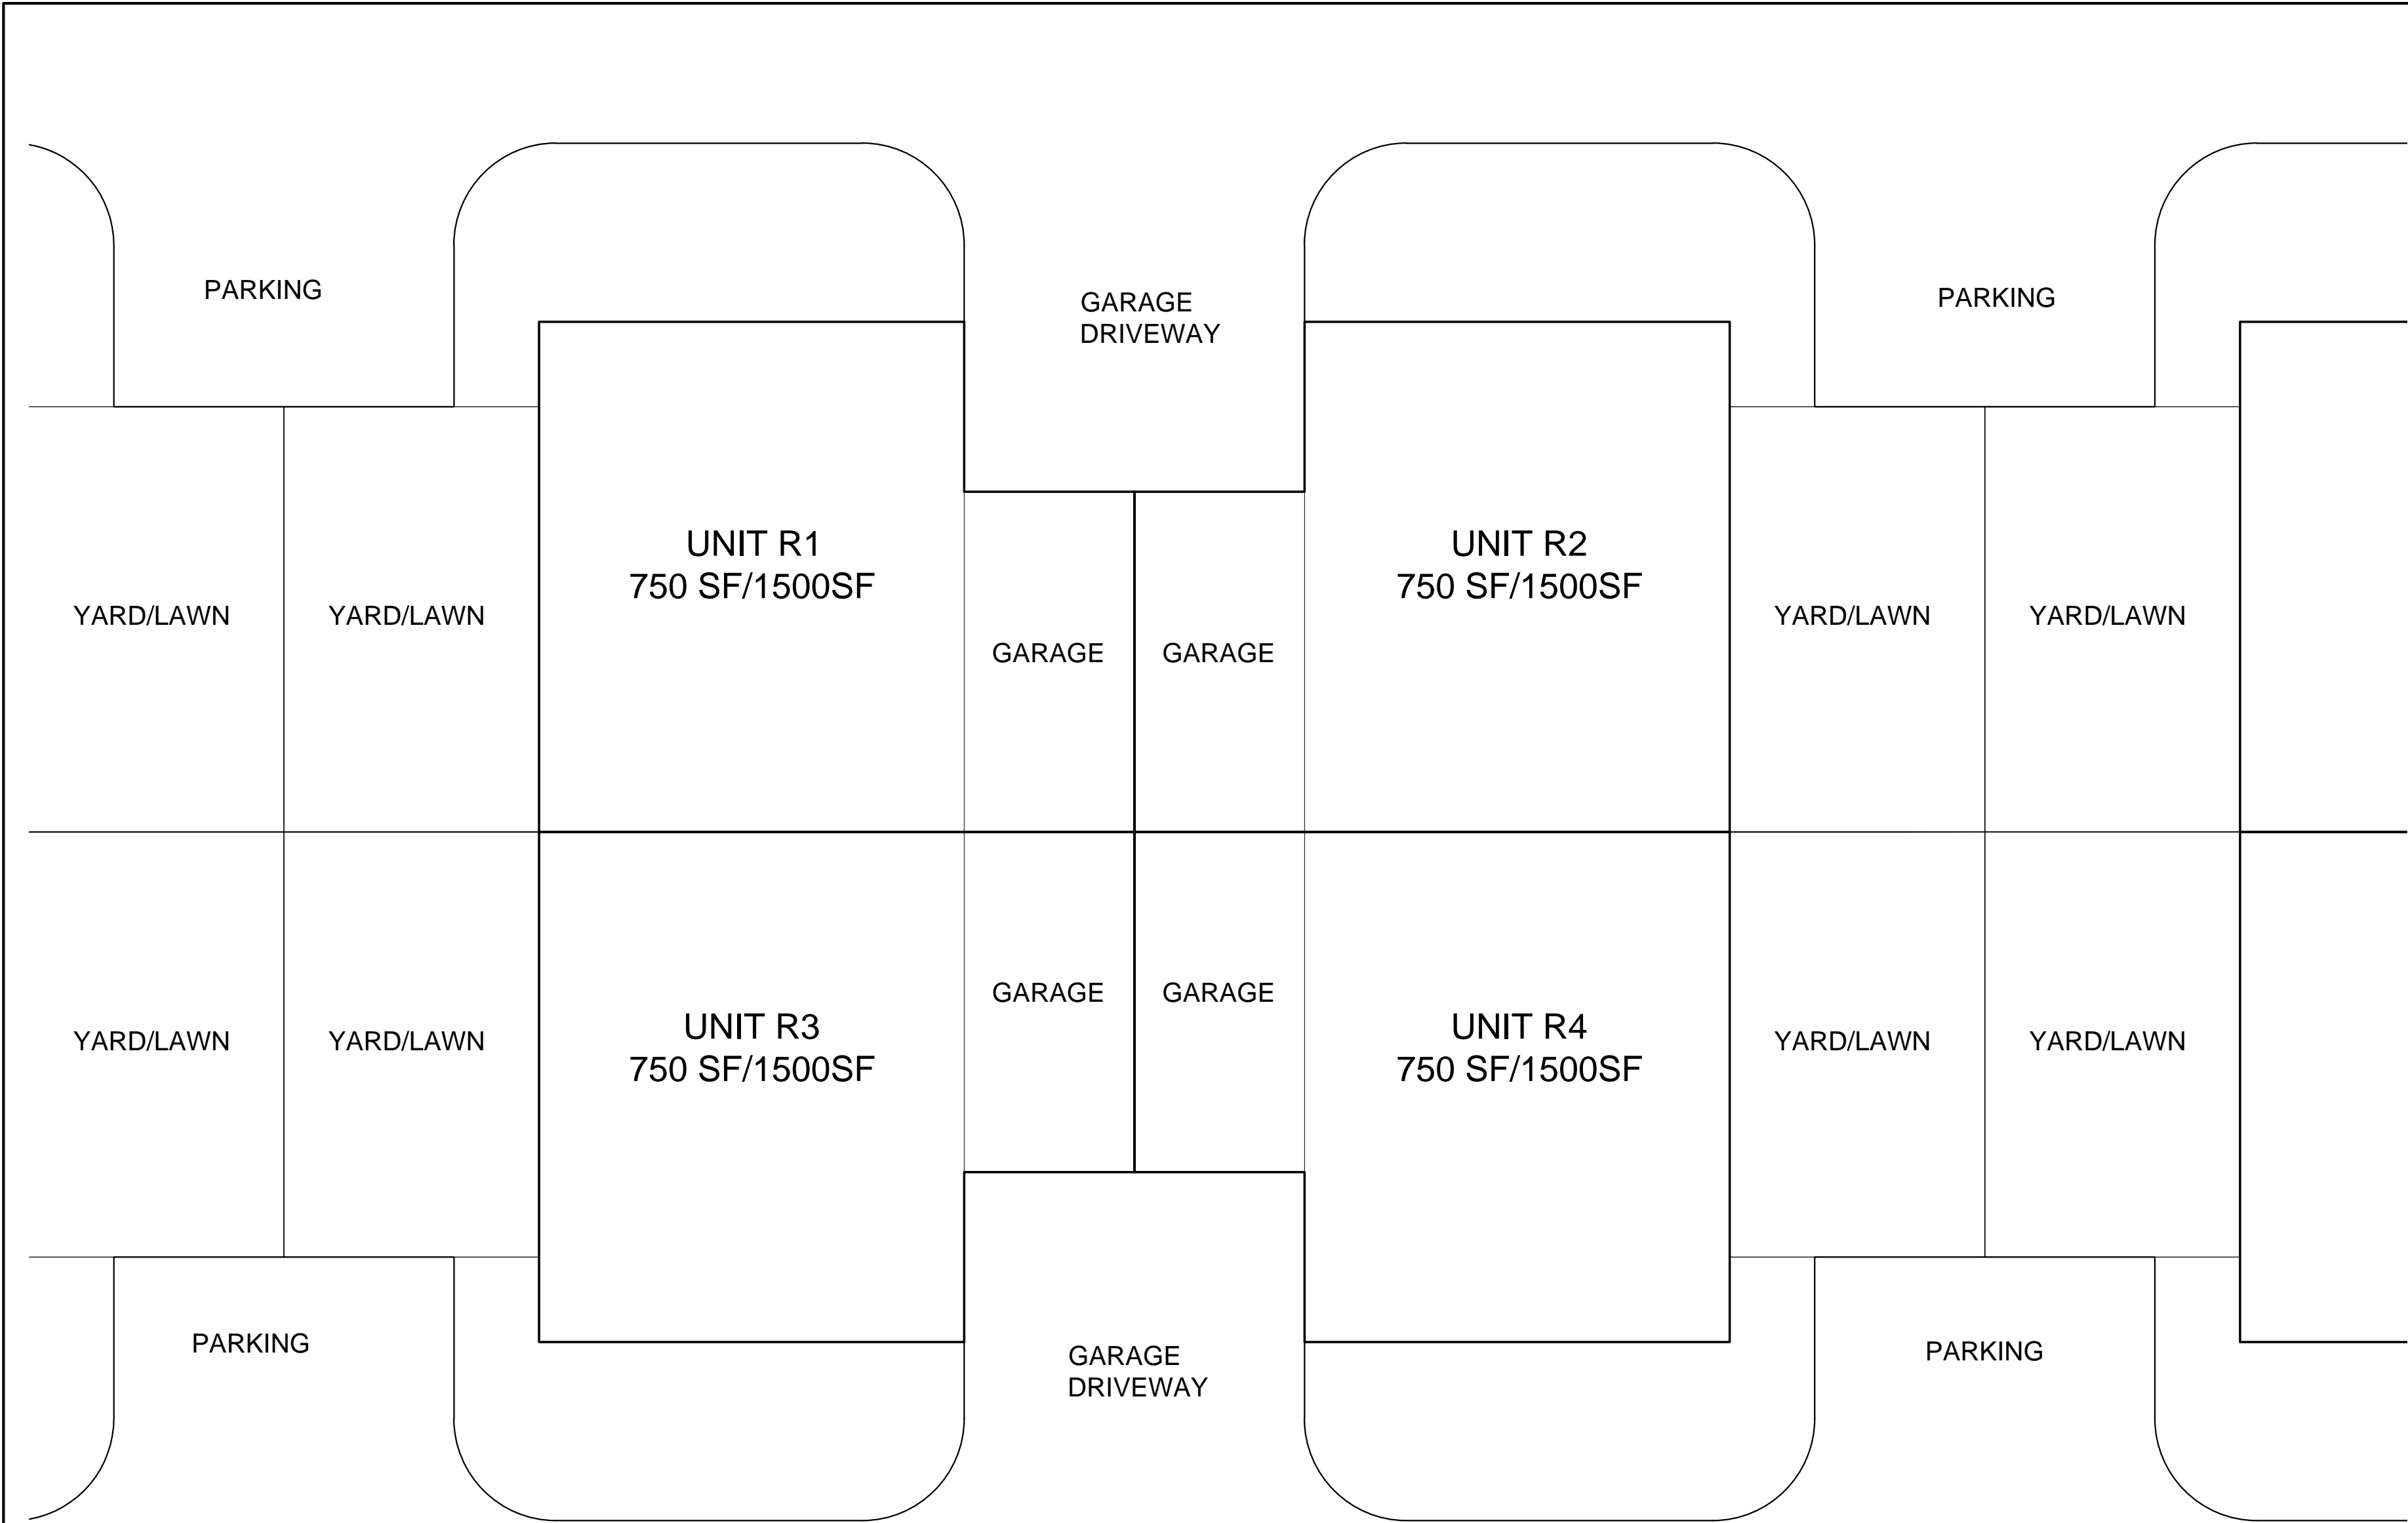 PARKING
GARAGE
DRIVEWAY
PARKING
UNIT R1
750 SF/1500SF
UNIT R2
750 SF/1500SF
YARD/LAWN
YARD/LAWN
GARAGE
GARAGE
YARD/LAWN
YARD/LAWN
YARD/LAWN
YARD/LAWN
UNIT R3
750 SF/1500SF
GARAGE
GARAGE
UNIT R4
750 SF/1500SF
YARD/LAWN
YARD/LAWN
PARKING
GARAGE
DRIVEWAY
PARKING